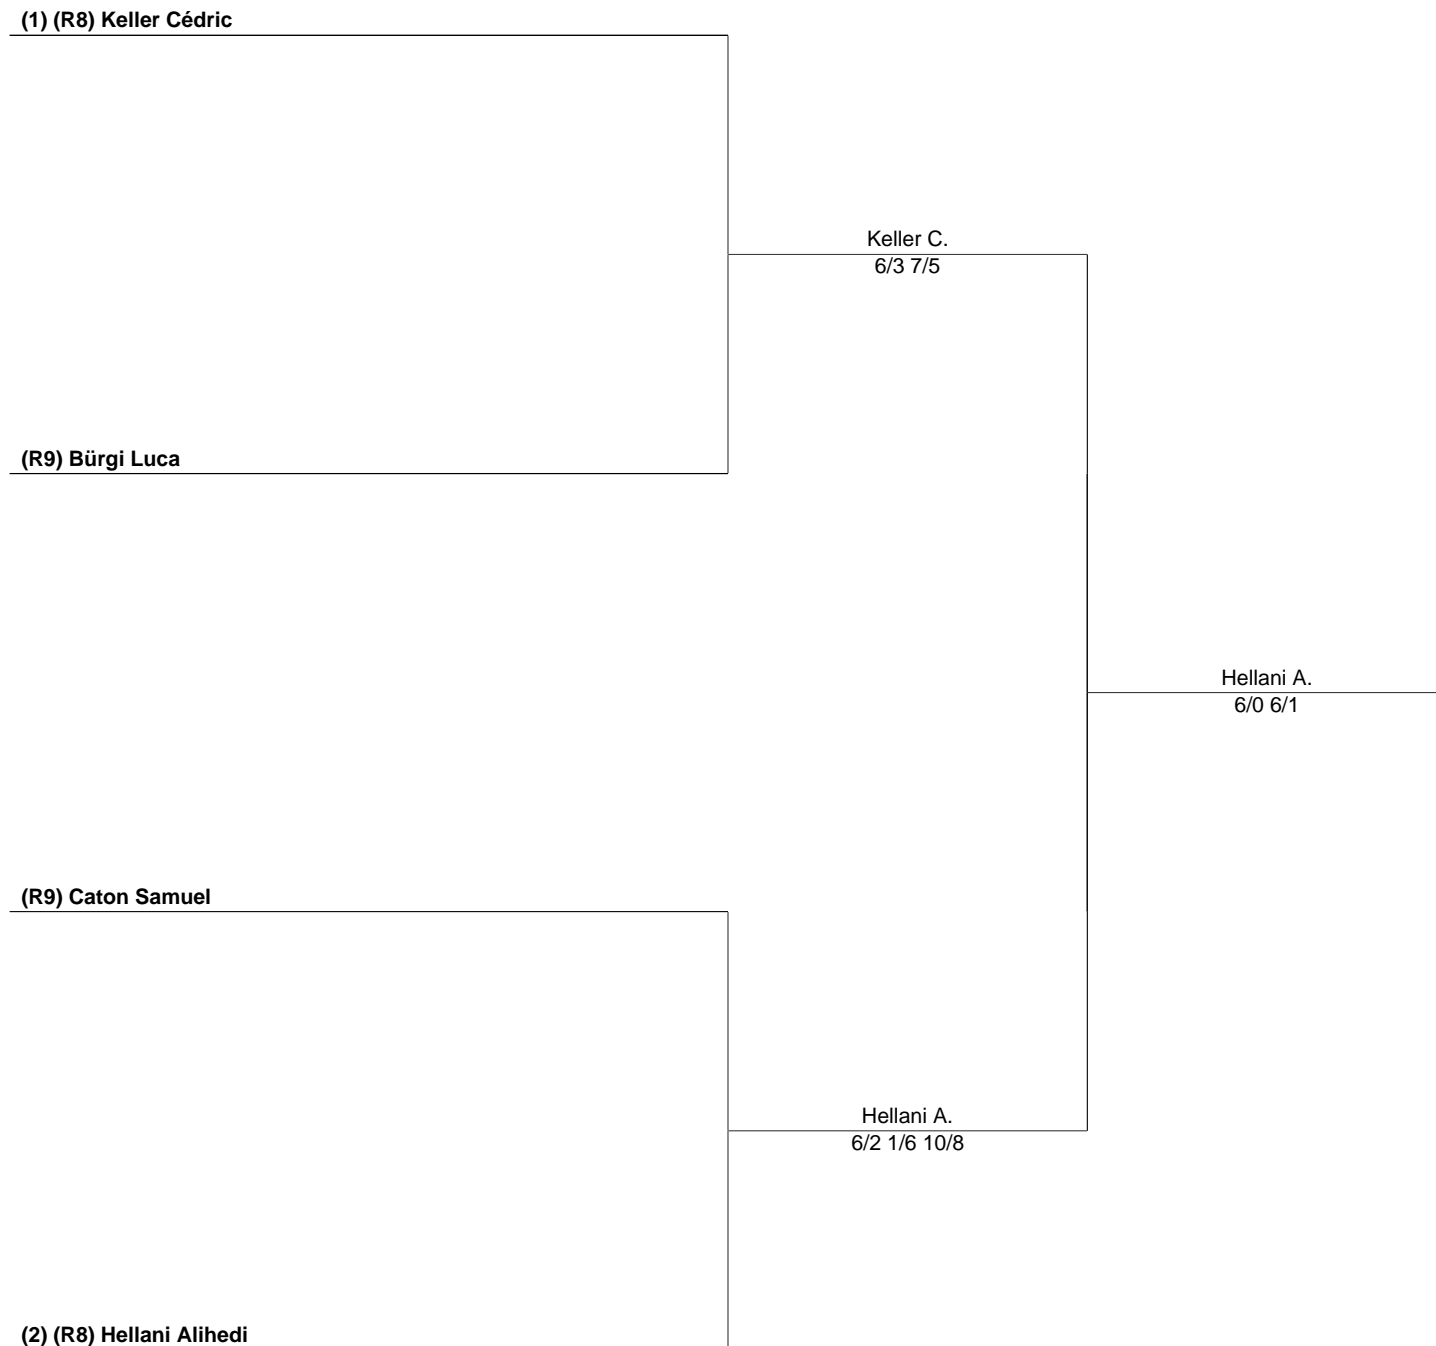 (1) (R8) Keller Cédric
Keller C.
6/3 7/5
(R9) Bürgi Luca
Hellani A.
6/0 6/1
(R9) Caton Samuel
Hellani A.
6/2 1/6 10/8
(2) (R8) Hellani Alihedi